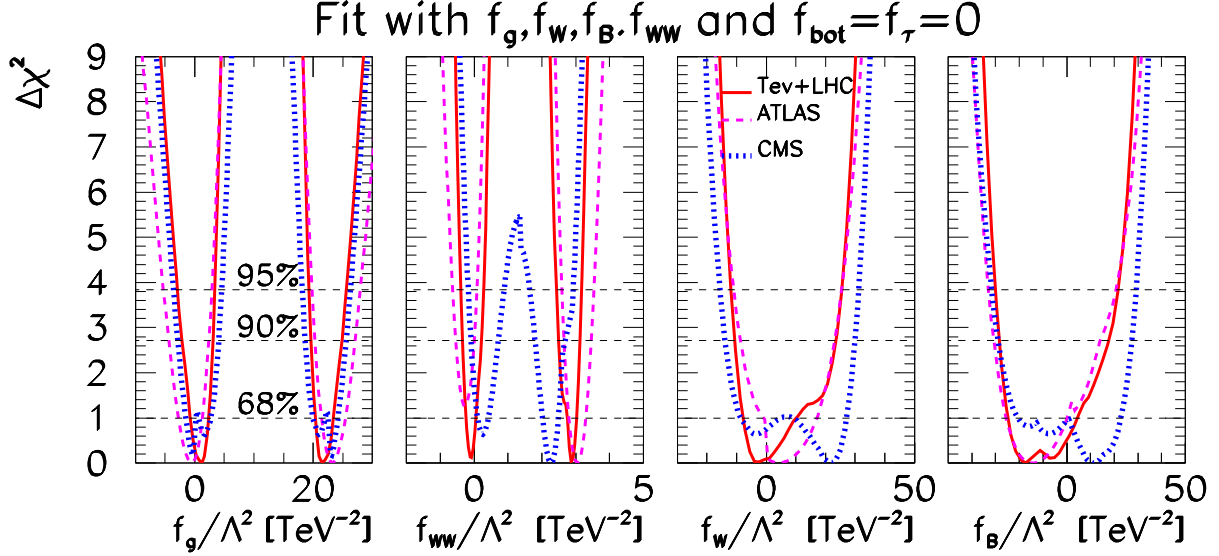 Fit with f_g,f_W,f_B.f_WW and f_bot=f_τ=0
Δχ²
9
8
7
6
5
4
3
2
1
0
95%
90%
68%
Tev+LHC
ATLAS
CMS
0 20
0 5
0 50
0 50
f_g/Λ² [TeV⁻²]
f_WW/Λ² [TeV⁻²]
f_W/Λ² [TeV⁻²]
f_B/Λ² [TeV⁻²]